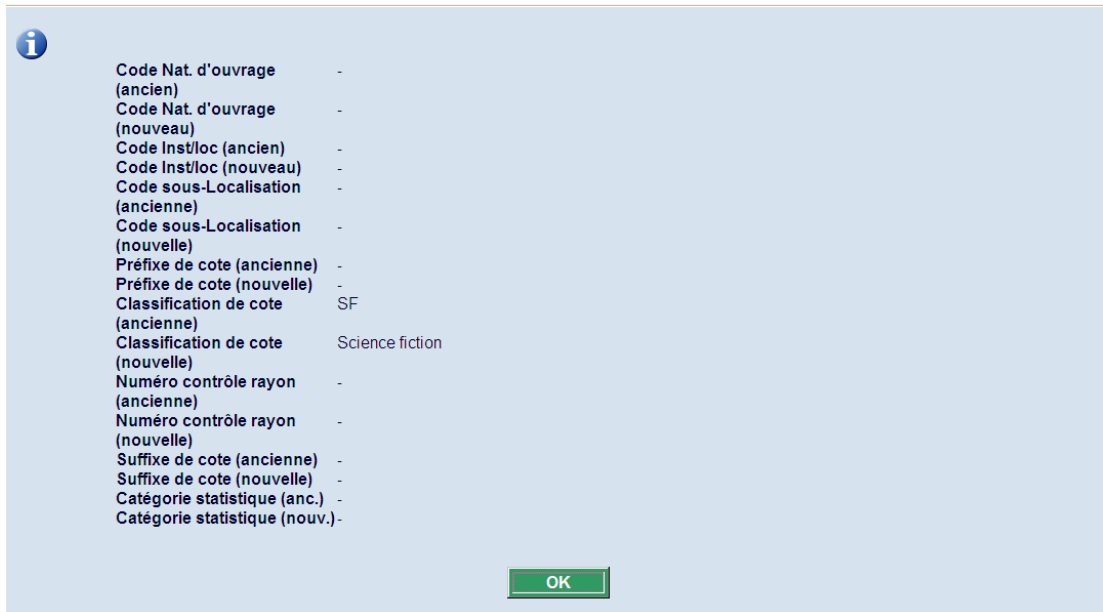 Code Nat. d'ouvrage -
(ancien)
Code Nat. d'ouvrage -
(nouveau)
Code Inst/loc (ancien) -
Code Inst/loc (nouveau) -
Code sous-Localisation -
(ancienne)
Code sous-Localisation -
(nouvelle)
Préfixe de cote (ancienne) -
Préfixe de cote (nouvelle) -
Classification de cote SF
(ancienne)
Classification de cote Science fiction
(nouvelle)
Numéro contrôle rayon -
(ancienne)
Numéro contrôle rayon -
(nouvelle)
Suffixe de cote (ancienne) -
Suffixe de cote (nouvelle) -
Catégorie statistique (anc.) -
Catégorie statistique (nouv.) -
OK